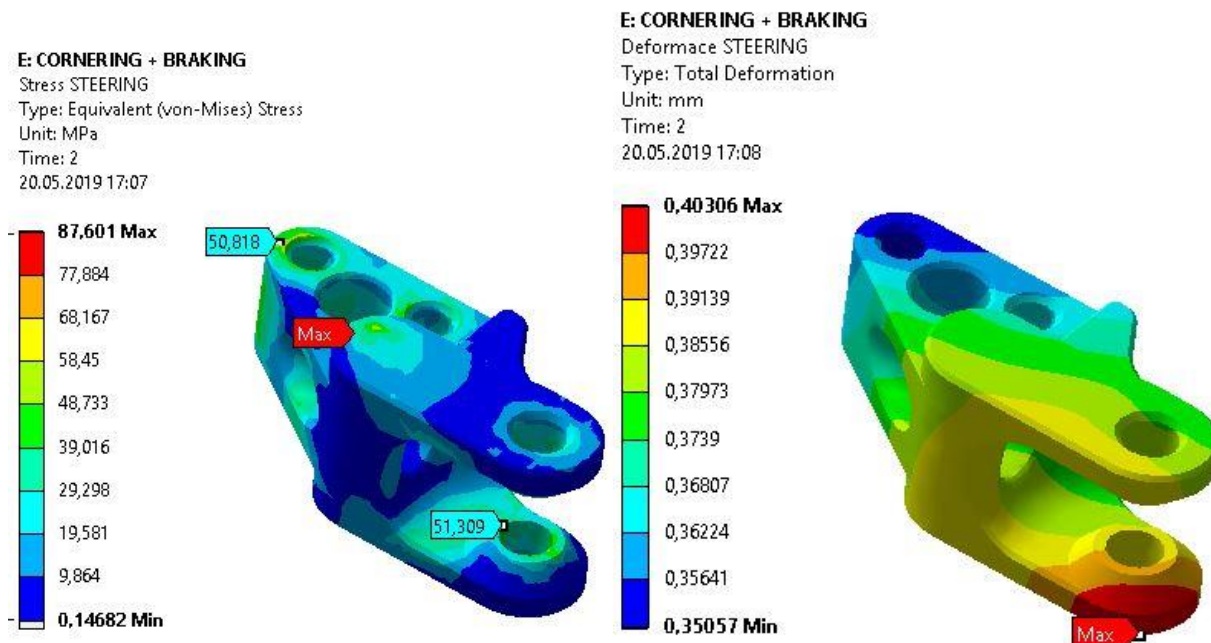 E: CORNERING + BRAKING
Stress STEERING
Type: Equivalent (von-Mises) Stress
Unit: MPa
Time: 2
20.05.2019 17:07
87,601 Max
77,884
68,167
58,45
48,733
39,016
29,298
19,581
9,864
0,14682 Min
50,818
Max
51,309
E: CORNERING + BRAKING
Deformace STEERING
Type: Total Deformation
Unit: mm
Time: 2
20.05.2019 17:08
0,40306 Max
0,39722
0,39139
0,38556
0,37973
0,3739
0,36807
0,36224
0,35641
0,35057 Min
Max